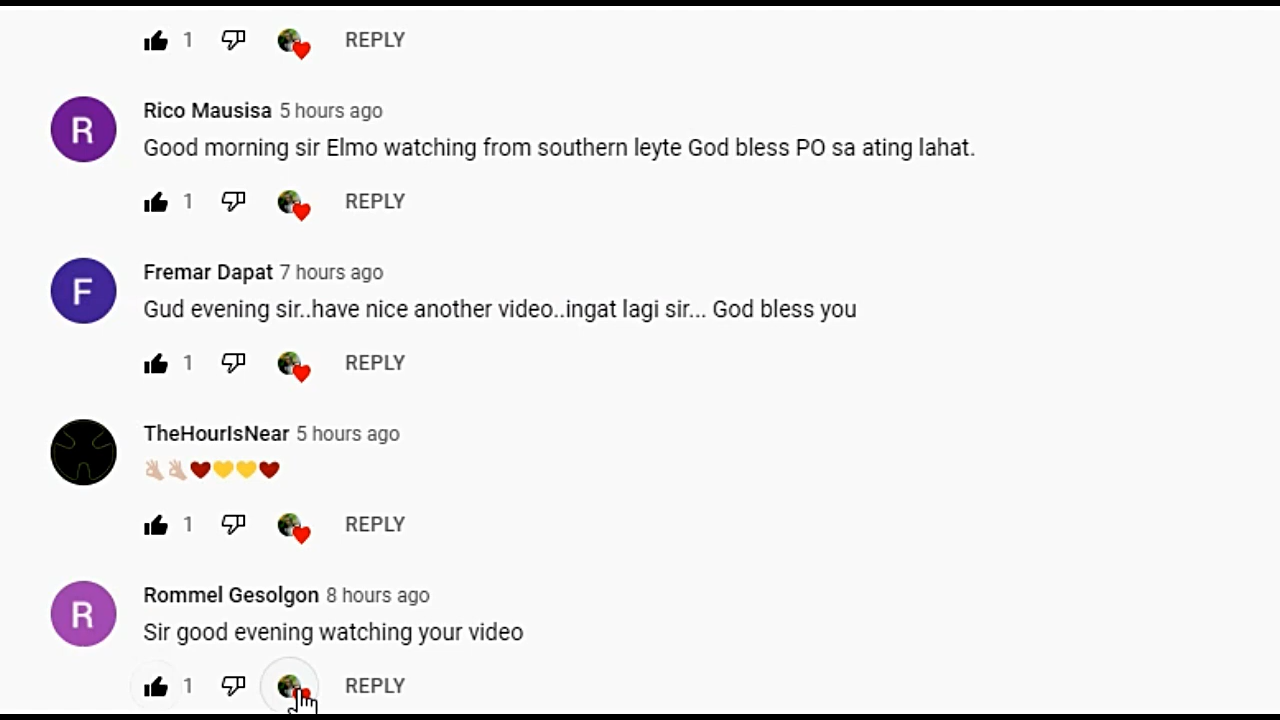 1 REPLY
R
Rico Mausisa 5 hours ago
Good morning sir Elmo watching from southern leyte God bless PO sa ating lahat.
1 REPLY
F
Fremar Dapat 7 hours ago
Gud evening sir..have nice another video..ingat lagi sir... God bless you
1 REPLY
TheHourIsNear 5 hours ago
👌🏼👌🏼❤️💛💛❤️
1 REPLY
R
Rommel Gesolgon 8 hours ago
Sir good evening watching your video
1 REPLY